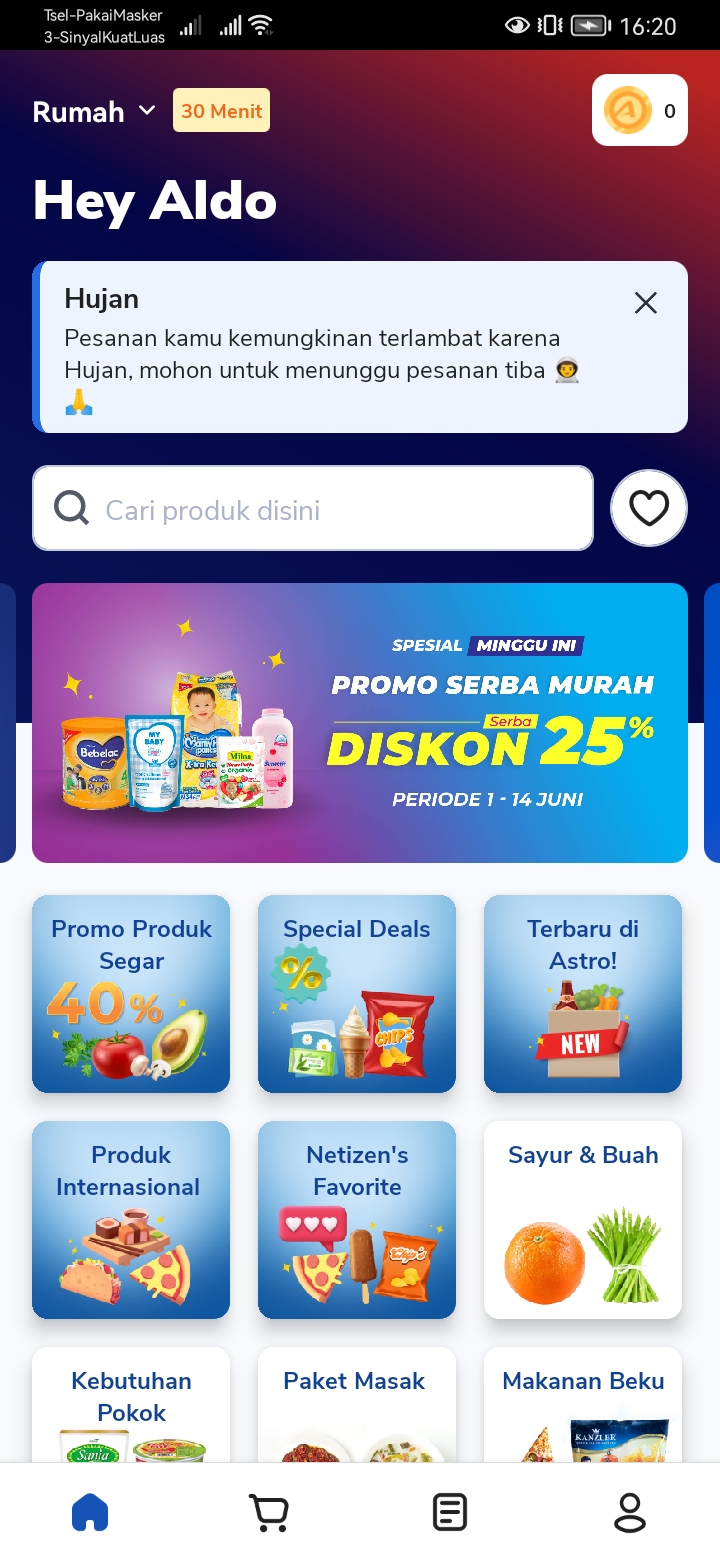 Tsel-PakaiMasker
3-SinyalKuatLuas
16:20
Rumah
30 Menit
0
Hey Aldo
Hujan
Pesanan kamu kemungkinan terlambat karena
Hujan, mohon untuk menunggu pesanan tiba 👨‍🚀
🙏
Cari produk disini
SPESIAL MINGGU INI
PROMO SERBA MURAH
Serba
DISKON 25%
PERIODE 1 - 14 JUNI
Bebelac
MY BABY
Milna
Organic
Promo Produk
Segar
40%
Special Deals
%
CHIPS
Terbaru di
Astro!
NEW
Produk
Internasional
Netizen's
Favorite
Sayur & Buah
Kebutuhan
Pokok
Sania
Paket Masak
Makanan Beku
KANZLER